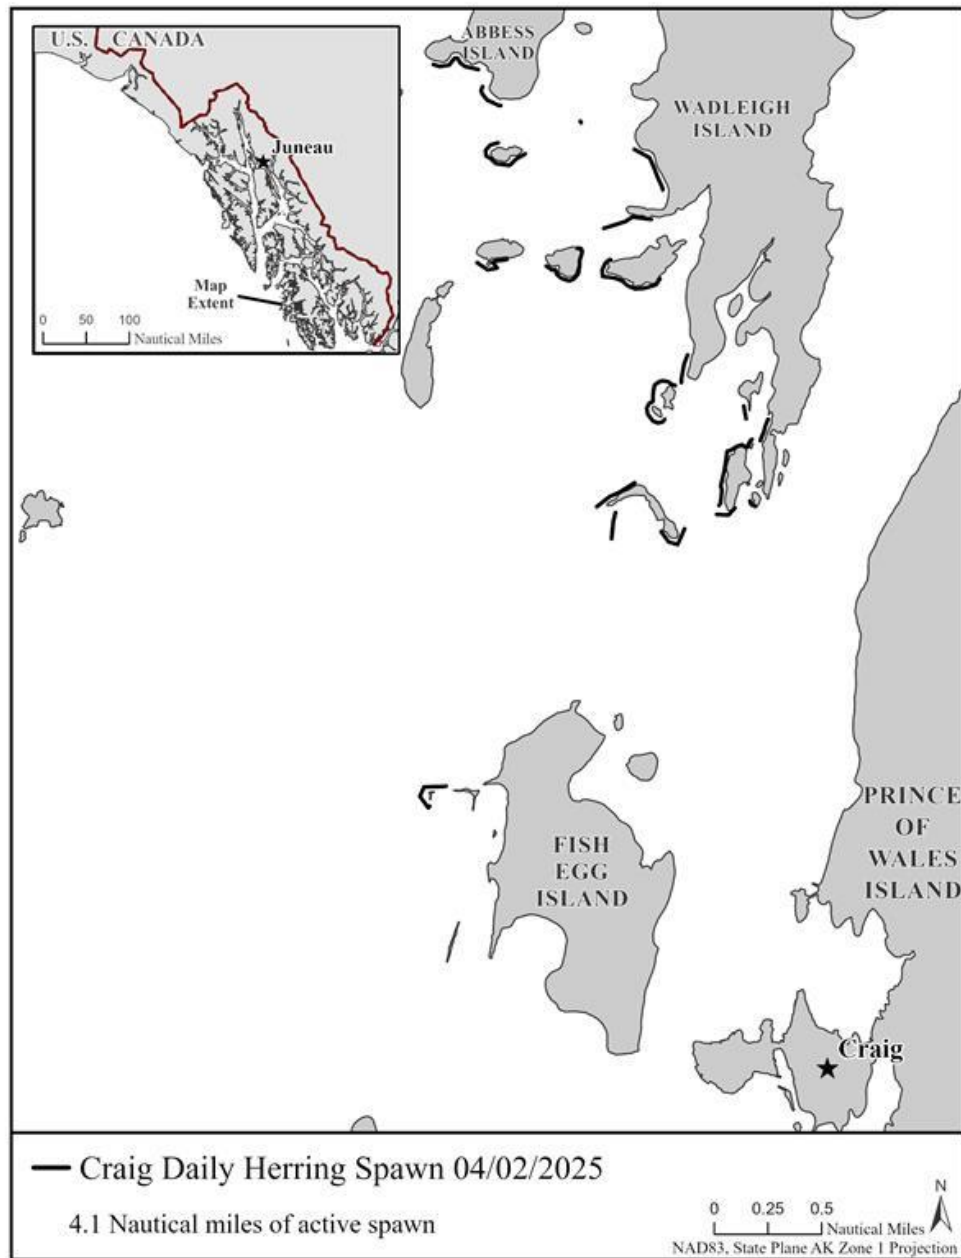 U.S. CANADA
Juneau
Map
Extent
0 50 100
Nautical Miles
ABBESS
ISLAND
WADLEIGH
ISLAND
FISH
EGG
ISLAND
PRINCE
OF
WALES
ISLAND
Craig
Craig Daily Herring Spawn 04/02/2025
4.1 Nautical miles of active spawn
N
0 0.25 0.5
Nautical Miles
NAD83, State Plane AK Zone 1 Projection